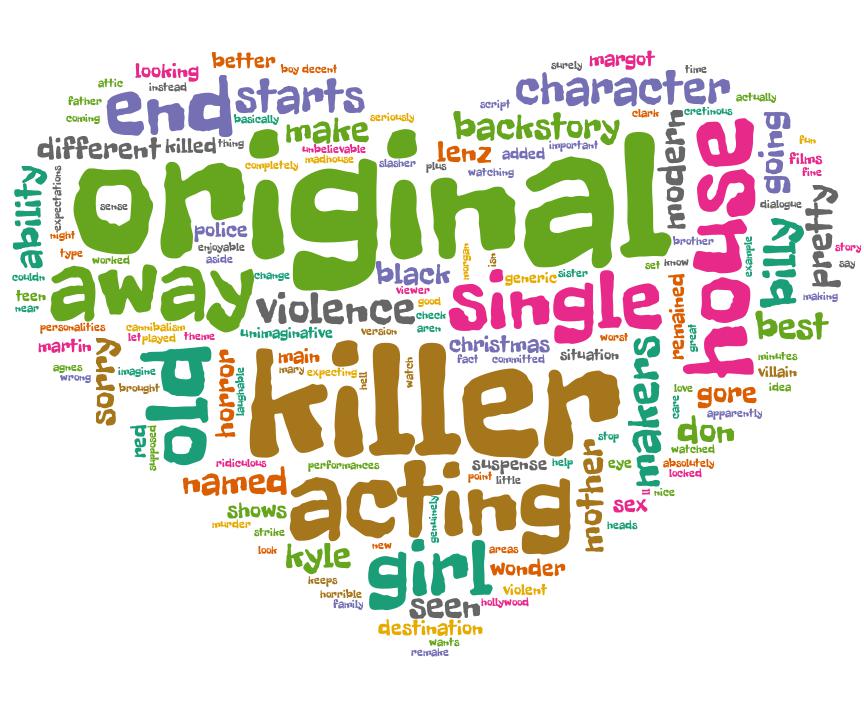 better
boy decent
looking
surely
margot
time
attic
instead
father
coming
end
starts
basically
seriously
script
character
clark
cretinous
actually
make
backstory
different
killed
thing
unbelievable
completely
madhouse
slasher
plus
lenz
added
important
watching
modern
house
going
fun
films
fine
dialogue
pretty
ability
expectations
original
sense
police
enjoyable
aside
brother
example
billy
story
say
night
type
worked
couldn
teen
near
away
change
black
viewer
morgan
isn
generic
sister
set
know
making
violence
good
check
aren
single
remained
great
best
personalities
cannibalism
let
played
theme
unimaginative
version
worst
martin
agnes
wrong
sorry
imagine
brought
old
horror
laughable
main
mary
expecting
hell
watch
christmas
fact
committed
situation
makers
minutes
villain
idea
love
care
gore
apparently
red
supposed
killer
don
watched
stop
eye
absolutely
locked
ridiculous
performances
suspense
help
point
little
mother
nice
ll
sex
heads
named
acting
genuinely
shows
murder
strike
look
kyle
new
girl
areas
wonder
keeps
horrible
family
seen
violent
hollywood
destination
wants
remake